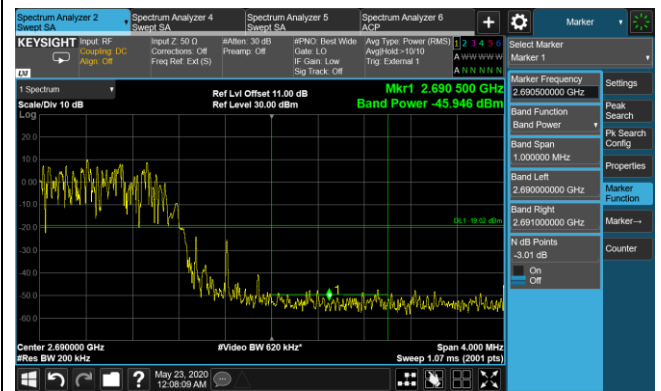 Spectrum Analyzer 2
Swept SA
Spectrum Analyzer 4
Swept SA
Spectrum Analyzer 5
Swept SA
Spectrum Analyzer 6
ACP
+
Marker
KEYSIGHT
Input: RF
Coupling: DC
Align: Off
Input Z: 50 Ω
Corrections: Off
Freq Ref: Ext (S)
#Atten: 30 dB
Preamp: Off
#PNO: Best Wide
Gate: LO
IF Gain: Low
Sig Track: Off
Avg Type: Power (RMS)
Avg|Hold:>10/10
Trig: External 1
1 2 3 4 5 6
A W W W W W
A N N N N N
LXI
1 Spectrum
Scale/Div 10 dB
Log
Ref Lvl Offset 11.00 dB
Ref Level 30.00 dBm
Mkr1 2.690 500 GHz
Band Power -45.946 dBm
20.0
10.0
0.00
-10.0
-20.0
-30.0
-40.0
-50.0
-60.0
DL1 -19.02 dBm
1
Center 2.690000 GHz
#Res BW 200 kHz
#Video BW 620 kHz*
Span 4.000 MHz
Sweep 1.07 ms (2001 pts)
?
May 23, 2020
12:08:09 AM
Select Marker
Marker 1
Marker Frequency
2.690500000 GHz
Band Function
Band Power
Band Span
1.000000 MHz
Band Left
2.690000000 GHz
Band Right
2.691000000 GHz
N dB Points
-3.01 dB
On
Off
Settings
Peak
Search
Pk Search
Config
Properties
Marker
Function
Marker→
Counter